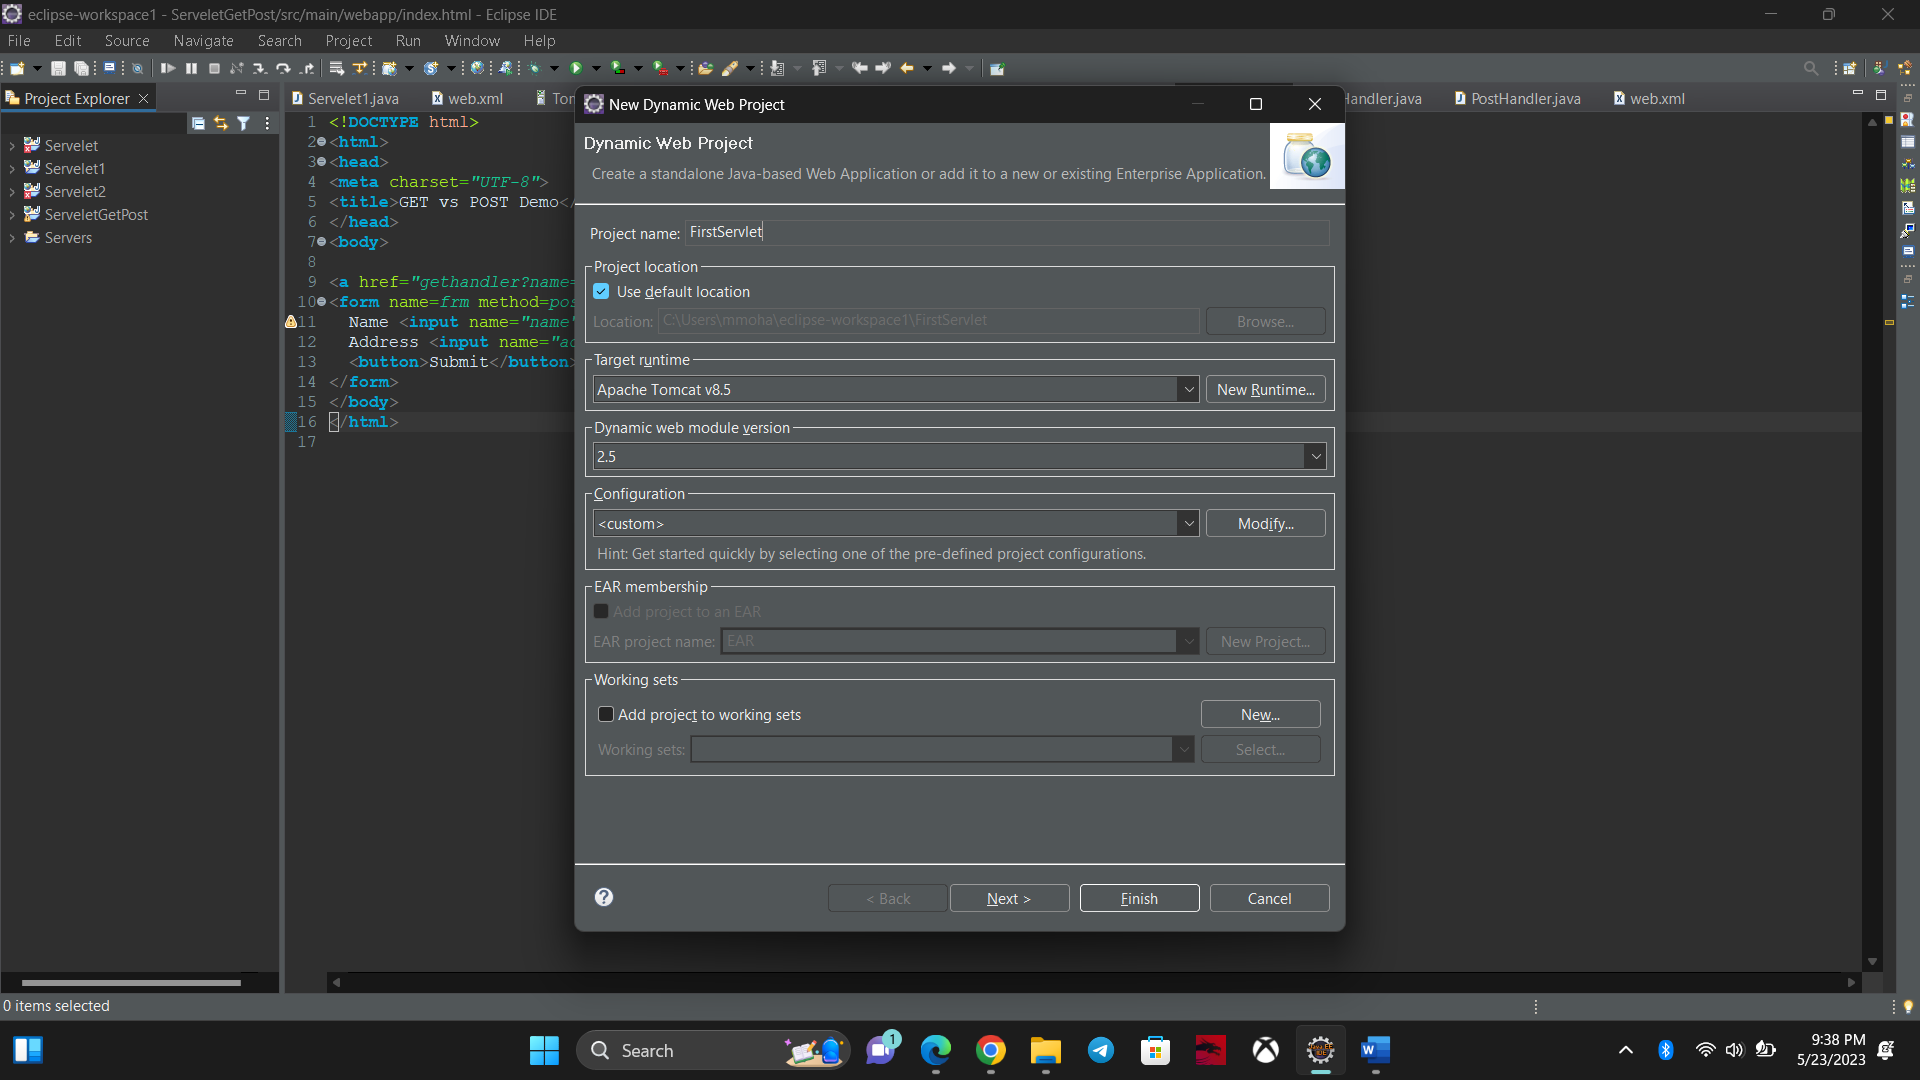 eclipse-workspace1 - ServeletGetPost/src/main/webapp/index.html - Eclipse IDE
File Edit Source Navigate Search Project Run Window Help
Project Explorer
Servelet
Servelet1
Servelet2
ServeletGetPost
Servers
Servelet1.java web.xml PostHandler.java web.xml
1 <!DOCTYPE html>
2 <html>
3 <head>
4 <meta charset="UTF-8">
5 <title>GET vs POST Demo</
6 </head>
7 <body>
8
9 <a href="gethandler?name=
10 <form name=frm method=pos
11 Name <input name="name"
12 Address <input name="ad
13 <button>Submit</button>
14 </form>
15 </body>
16 </html>
17
New Dynamic Web Project
Dynamic Web Project
Create a standalone Java-based Web Application or add it to a new or existing Enterprise Application.
Project name: FirstServlet
Project location
Use default location
Location: C:\Users\mmoha\eclipse-workspace1\FirstServlet Browse...
Target runtime
Apache Tomcat v8.5 New Runtime...
Dynamic web module version
2.5
Configuration
<custom> Modify...
Hint: Get started quickly by selecting one of the pre-defined project configurations.
EAR membership
Add project to an EAR
EAR project name: EAR New Project...
Working sets
Add project to working sets New...
Working sets: Select...
< Back Next > Finish Cancel
0 items selected
Search
1
9:38 PM
5/23/2023